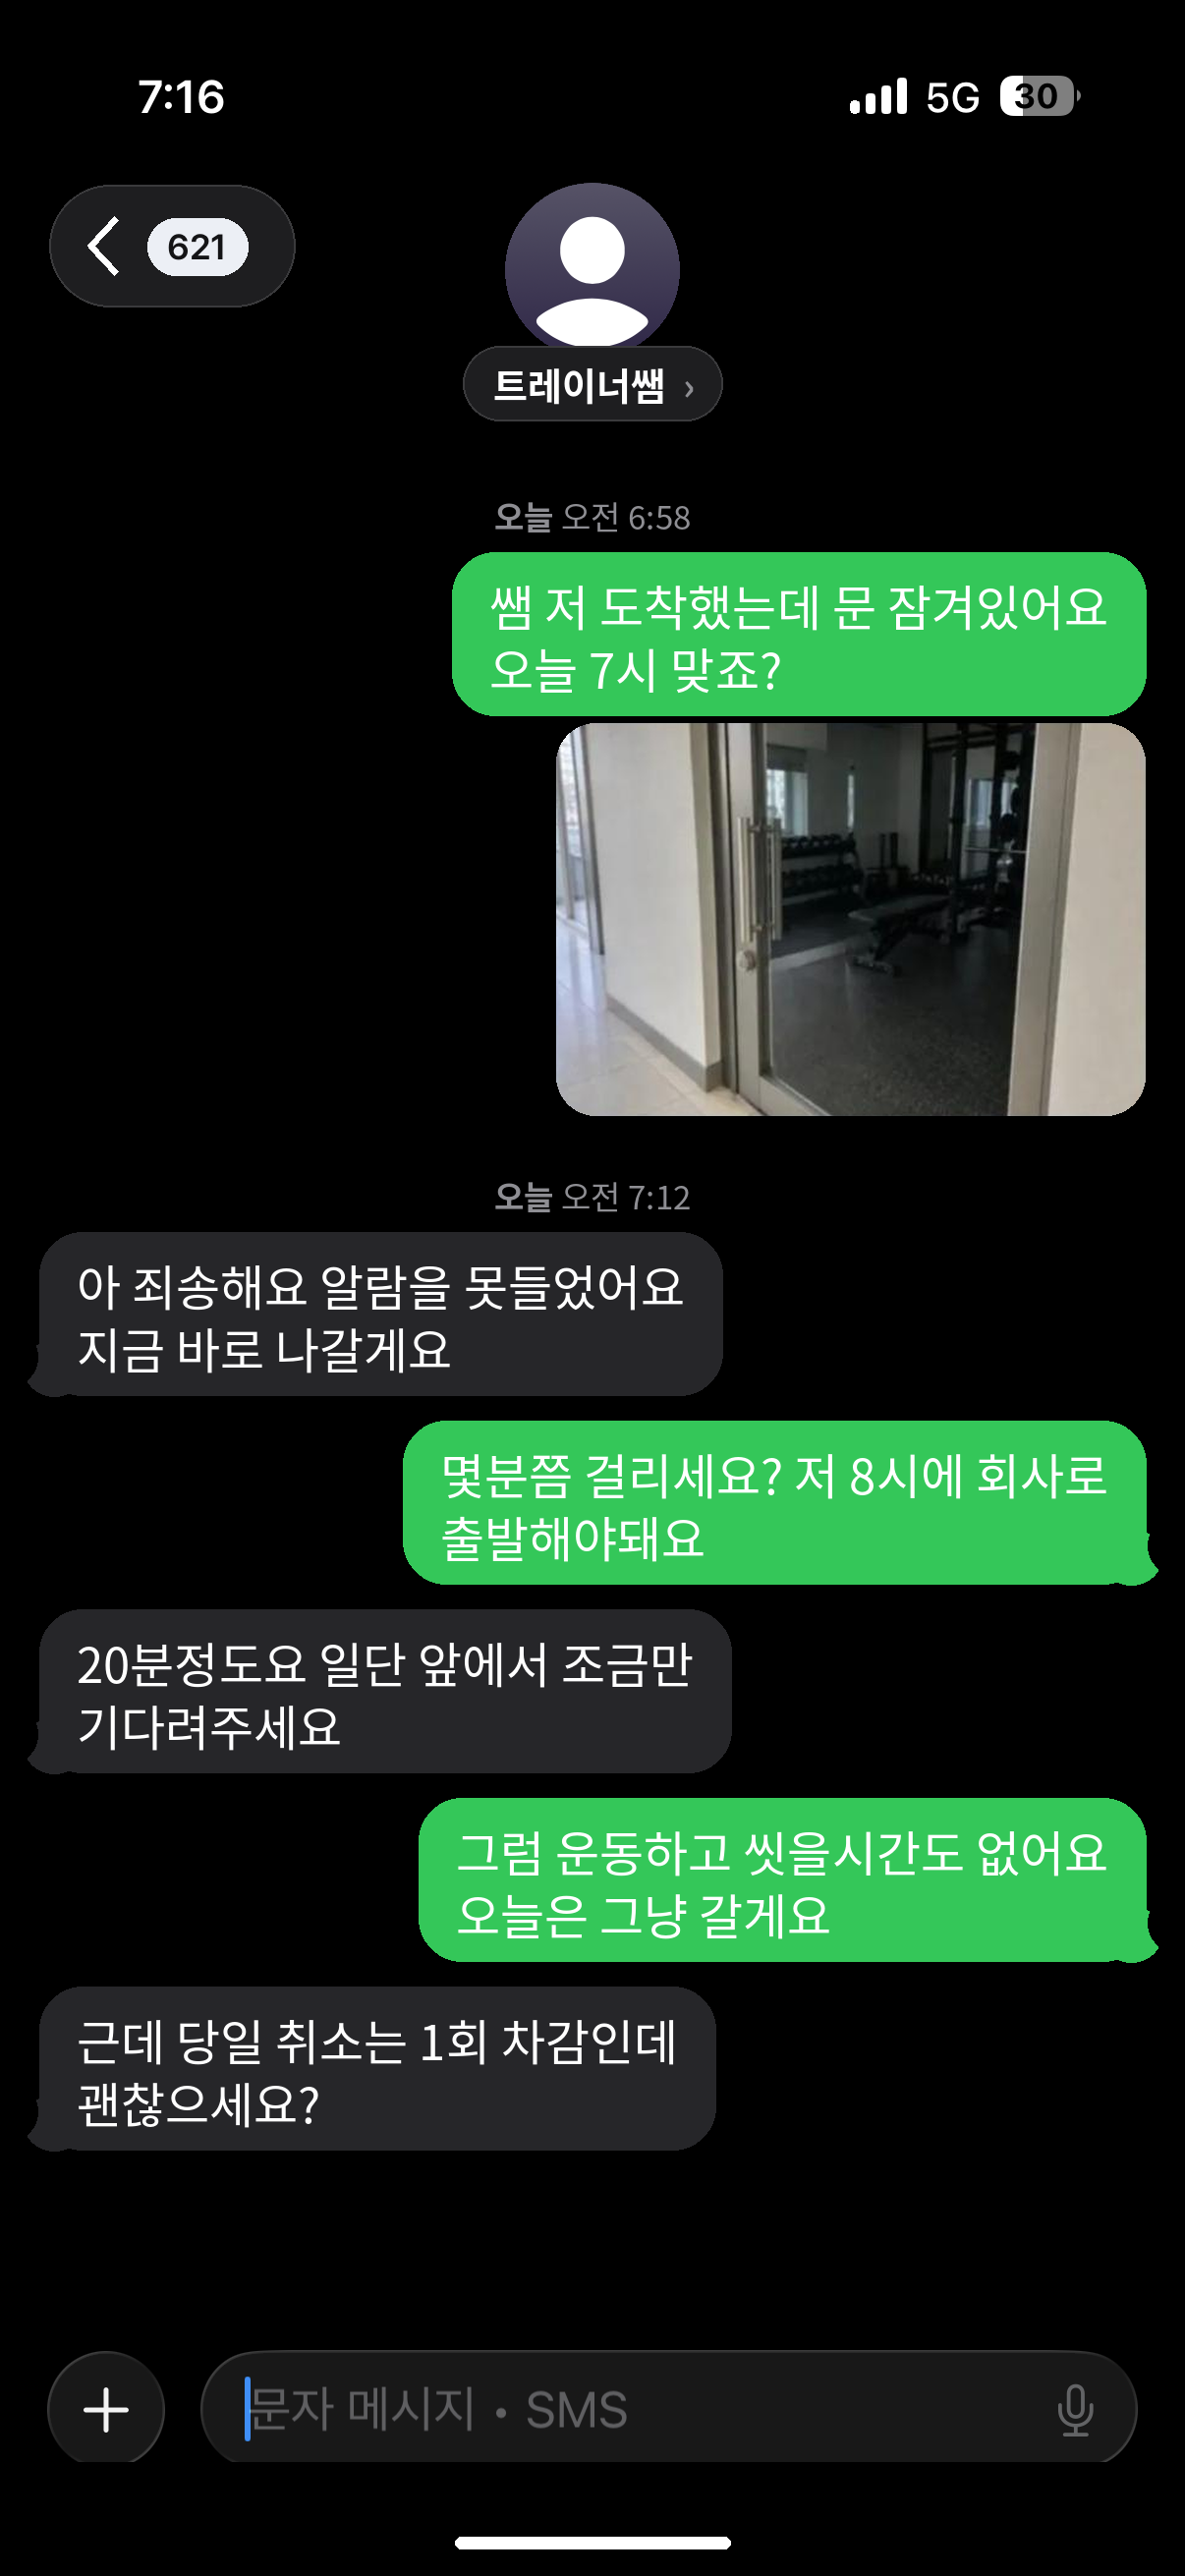 7:16
5G
30
621
트레이너쌤 ›
오늘 오전 6:58
쌤 저 도착했는데 문 잠겨있어요
오늘 7시 맞죠?
오늘 오전 7:12
아 죄송해요 알람을 못들었어요
지금 바로 나갈게요
몇분쯤 걸리세요? 저 8시에 회사로
출발해야돼요
20분정도요 일단 앞에서 조금만
기다려주세요
그럼 운동하고 씻을시간도 없어요
오늘은 그냥 갈게요
근데 당일 취소는 1회 차감인데
괜찮으세요?
문자 메시지 • SMS